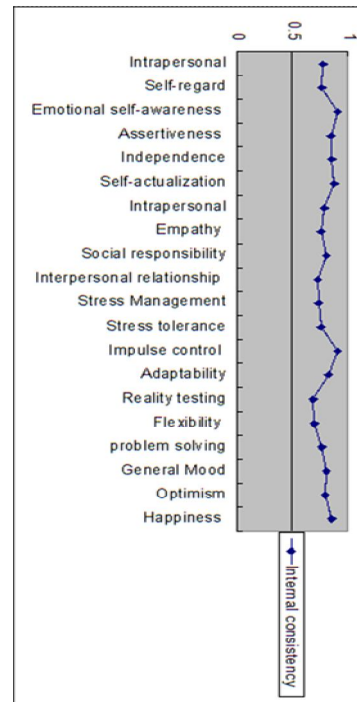 0
0.5
1
Intrapersonal
Self-regard
Emotional self-awareness
Assertiveness
Independence
Self-actualization
Intrapersonal
Empathy
Social responsibility
Interpersonal relationship
Stress Management
Stress tolerance
Impulse control
Adaptability
Reality testing
Flexibility
problem solving
General Mood
Optimism
Happiness
Internal consistency